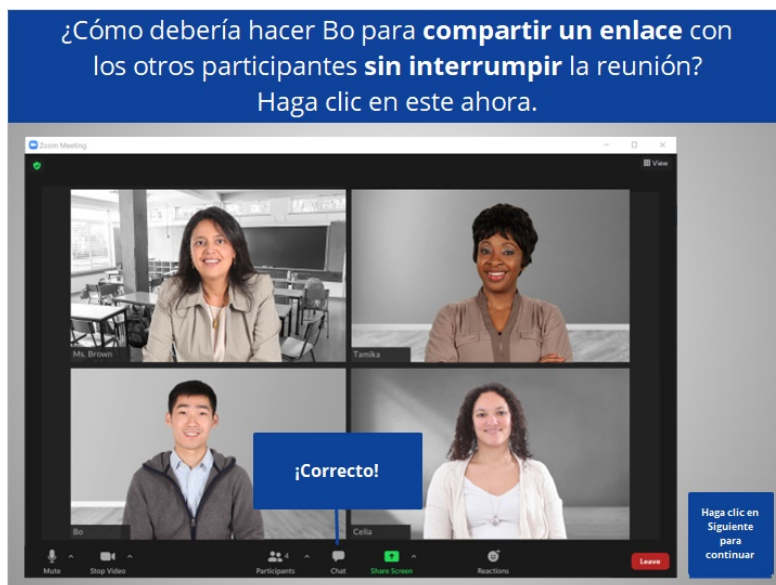 ¿Cómo debería hacer Bo para compartir un enlace con
los otros participantes sin interrumpir la reunión?
Haga clic en este ahora.
Zoom Meeting
View
Ms. Brown
Tamika
¡Correcto!
Bo
Celia
Haga clic en
Siguiente
para
continuar
Mute
Stop Video
4
Participants
Chat
Share Screen
Reactions
Leave